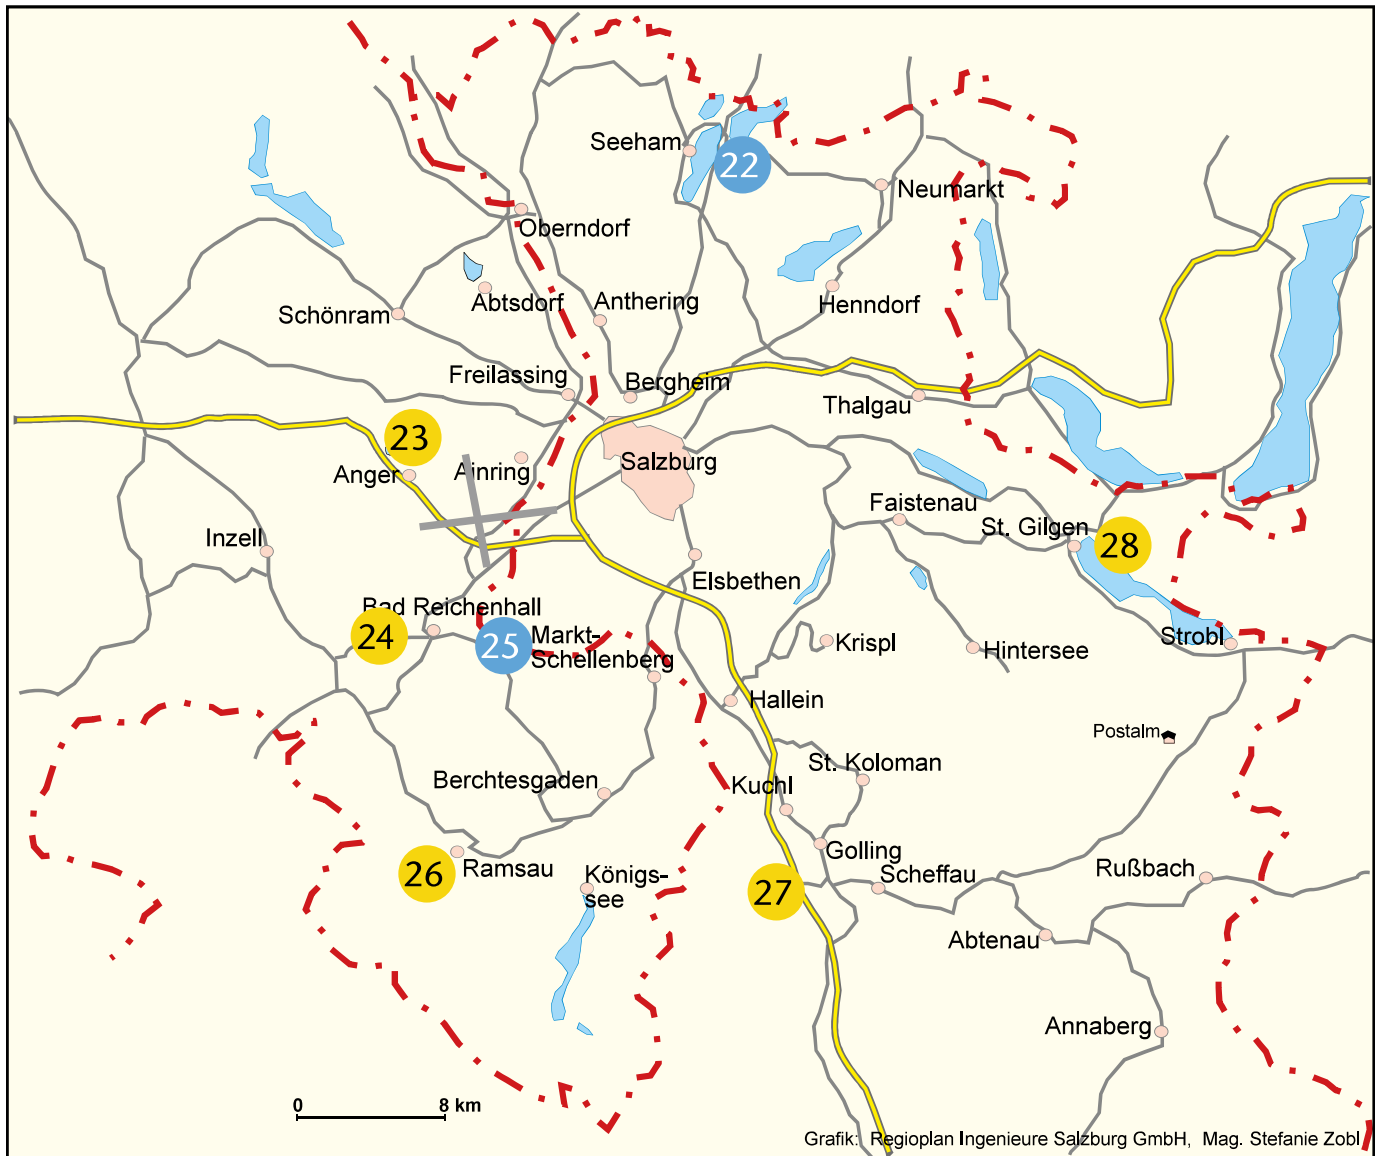 Seeham
22
Neumarkt
Oberndorf
Abtsdorf
Anthering
Henndorf
Schönram
Freilassing
Bergheim
Thalgau
23
Anger
Ainring
Salzburg
Faistenau
St. Gilgen
28
Inzell
Elsbethen
Bad Reichenhall
24
25
Markt-
Schellenberg
Krispl
Hintersee
Strobl
Hallein
Postalm
St. Koloman
Berchtesgaden
Kuchl
Golling
26
Ramsau
Königs-
see
27
Scheffau
Rußbach
Abtenau
Annaberg
0 8 km
Grafik: Regioplan Ingenieure Salzburg GmbH, Mag. Stefanie Zobl